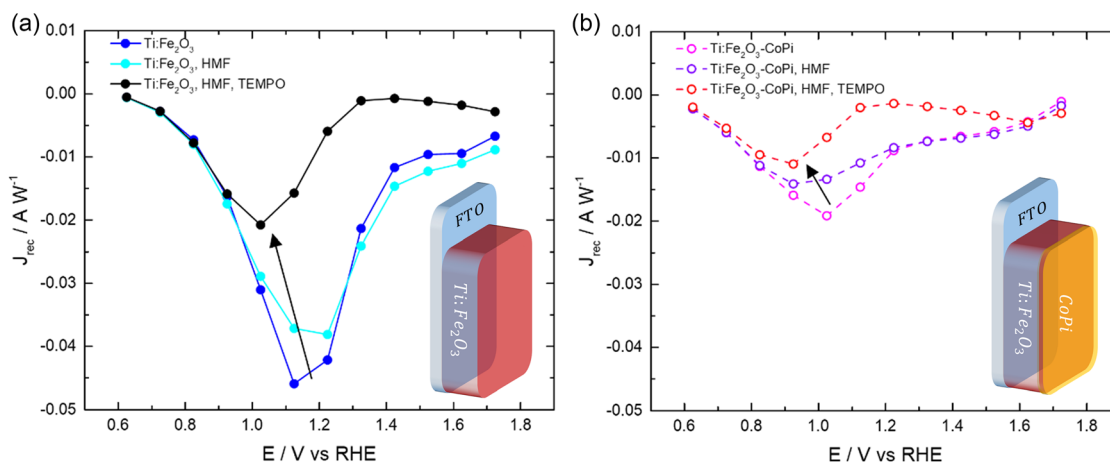 (a)
Ti:Fe₂O₃
Ti:Fe₂O₃, HMF
Ti:Fe₂O₃, HMF, TEMPO
0.01
0.00
-0.01
-0.02
-0.03
-0.04
-0.05
J_rec / A W⁻¹
0.6 0.8 1.0 1.2 1.4 1.6 1.8
E / V vs RHE
FTO
Ti:Fe₂O₃
(b)
Ti:Fe₂O₃-CoPi
Ti:Fe₂O₃-CoPi, HMF
Ti:Fe₂O₃-CoPi, HMF, TEMPO
0.01
0.00
-0.01
-0.02
-0.03
-0.04
-0.05
J_rec / A W⁻¹
0.6 0.8 1.0 1.2 1.4 1.6 1.8
E / V vs RHE
FTO
Ti:Fe₂O₃
CoPi